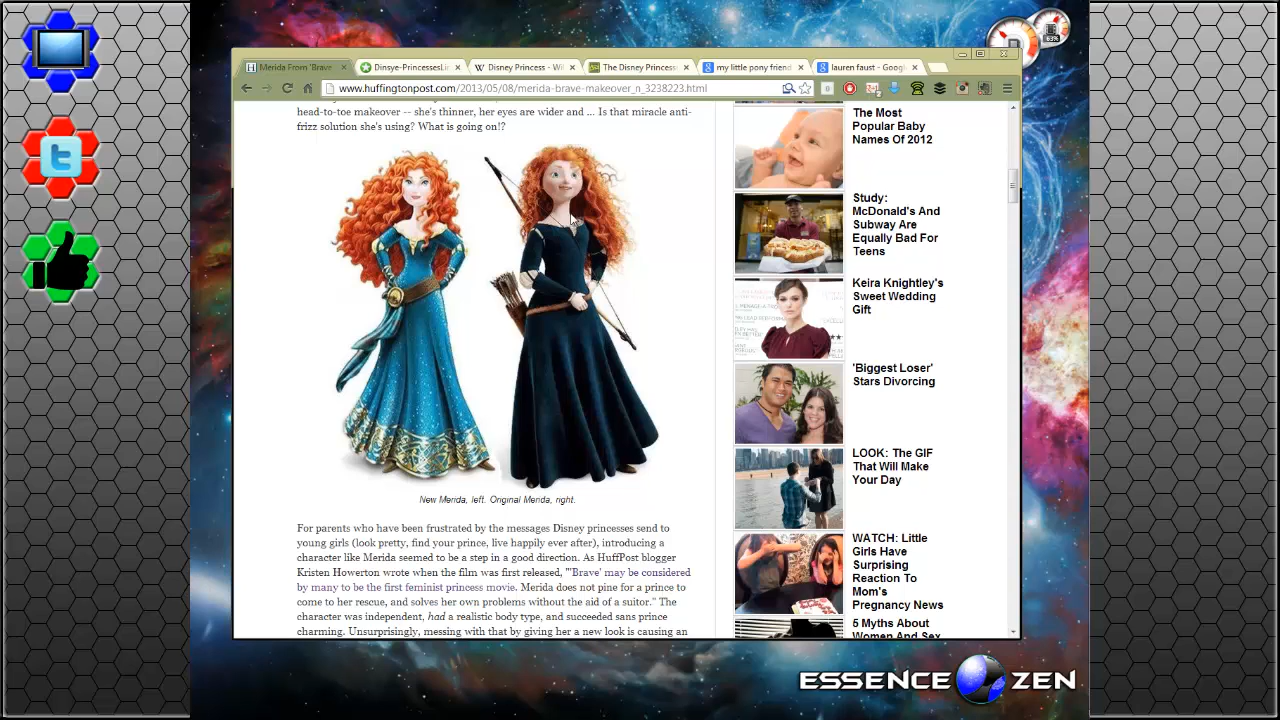 63%
Merida From 'Brave
Dinsye-PrincessesLi
Disney Princess - Wi
The Disney Princess
my little pony friend
lauren faust - Google
www.huffingtonpost.com/2013/05/08/merida-brave-makeover_n_3238223.html
head-to-toe makeover -- she's thinner, her eyes are wider and ... Is that miracle anti-
frizz solution she's using? What is going on!?
New Merida, left. Original Merida, right.
For parents who have been frustrated by the messages Disney princesses send to
young girls (look pretty, find your prince, live happily ever after), introducing a
character like Merida seemed to be a step in a good direction. As HuffPost blogger
Kristen Howerton wrote when the film was first released, "'Brave' may be considered
by many to be the first feminist princess movie. Merida does not pine for a prince to
come to her rescue, and solves her own problems without the aid of a suitor." The
character was independent, had a realistic body type, and succeeded sans prince
charming. Unsurprisingly, messing with that by giving her a new look is causing an
The Most
Popular Baby
Names Of 2012
Study:
McDonald's And
Subway Are
Equally Bad For
Teens
Keira Knightley's
Sweet Wedding
Gift
'Biggest Loser'
Stars Divorcing
LOOK: The GIF
That Will Make
Your Day
WATCH: Little
Girls Have
Surprising
Reaction To
Mom's
Pregnancy News
5 Myths About
Women And Sex
ESSENCE ZEN